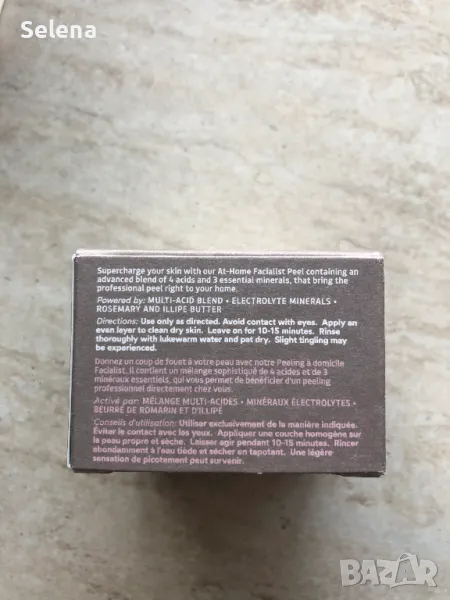 Selena
Supercharge your skin with our At-Home Facialist Peel containing an
advanced blend of 4 acids and 3 essential minerals, that bring the
professional peel right to your home.
Powered by: MULTI-ACID BLEND • ELECTROLYTE MINERALS •
ROSEMARY AND ILLIPE BUTTER
Directions: Use only as directed. Avoid contact with eyes. Apply an
even layer to clean dry skin. Leave on for 10-15 minutes. Rinse
thoroughly with lukewarm water and pat dry. Slight tingling may
be experienced.
Donnez un coup de fouet à votre peau avec notre Peeling à domicile
Facialist. Il contient un mélange sophistiqué de 4 acides et de 3
minéraux essentiels, qui vous permet de bénéficier d'un peeling
professionnel directement chez vous.
Activé par: MÉLANGE MULTI-ACIDES • MINÉRAUX ÉLECTROLYTES •
BEURRE DE ROMARIN ET D'ILLIPÉ
Conseils d'utilisation: Utiliser exclusivement de la manière indiquée.
Éviter le contact avec les yeux. Appliquer une couche homogène sur
la peau propre et sèche. Laisser agir pendant 10-15 minutes. Rincer
abondamment à l'eau tiède et sécher en tapotant. Une légère
sensation de picotement peut survenir.
BAZAR